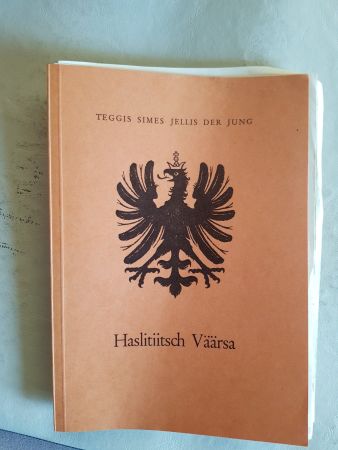 TEGGIS SIMES JELLIS DER JUNG
Haslitiitsch Väärsa